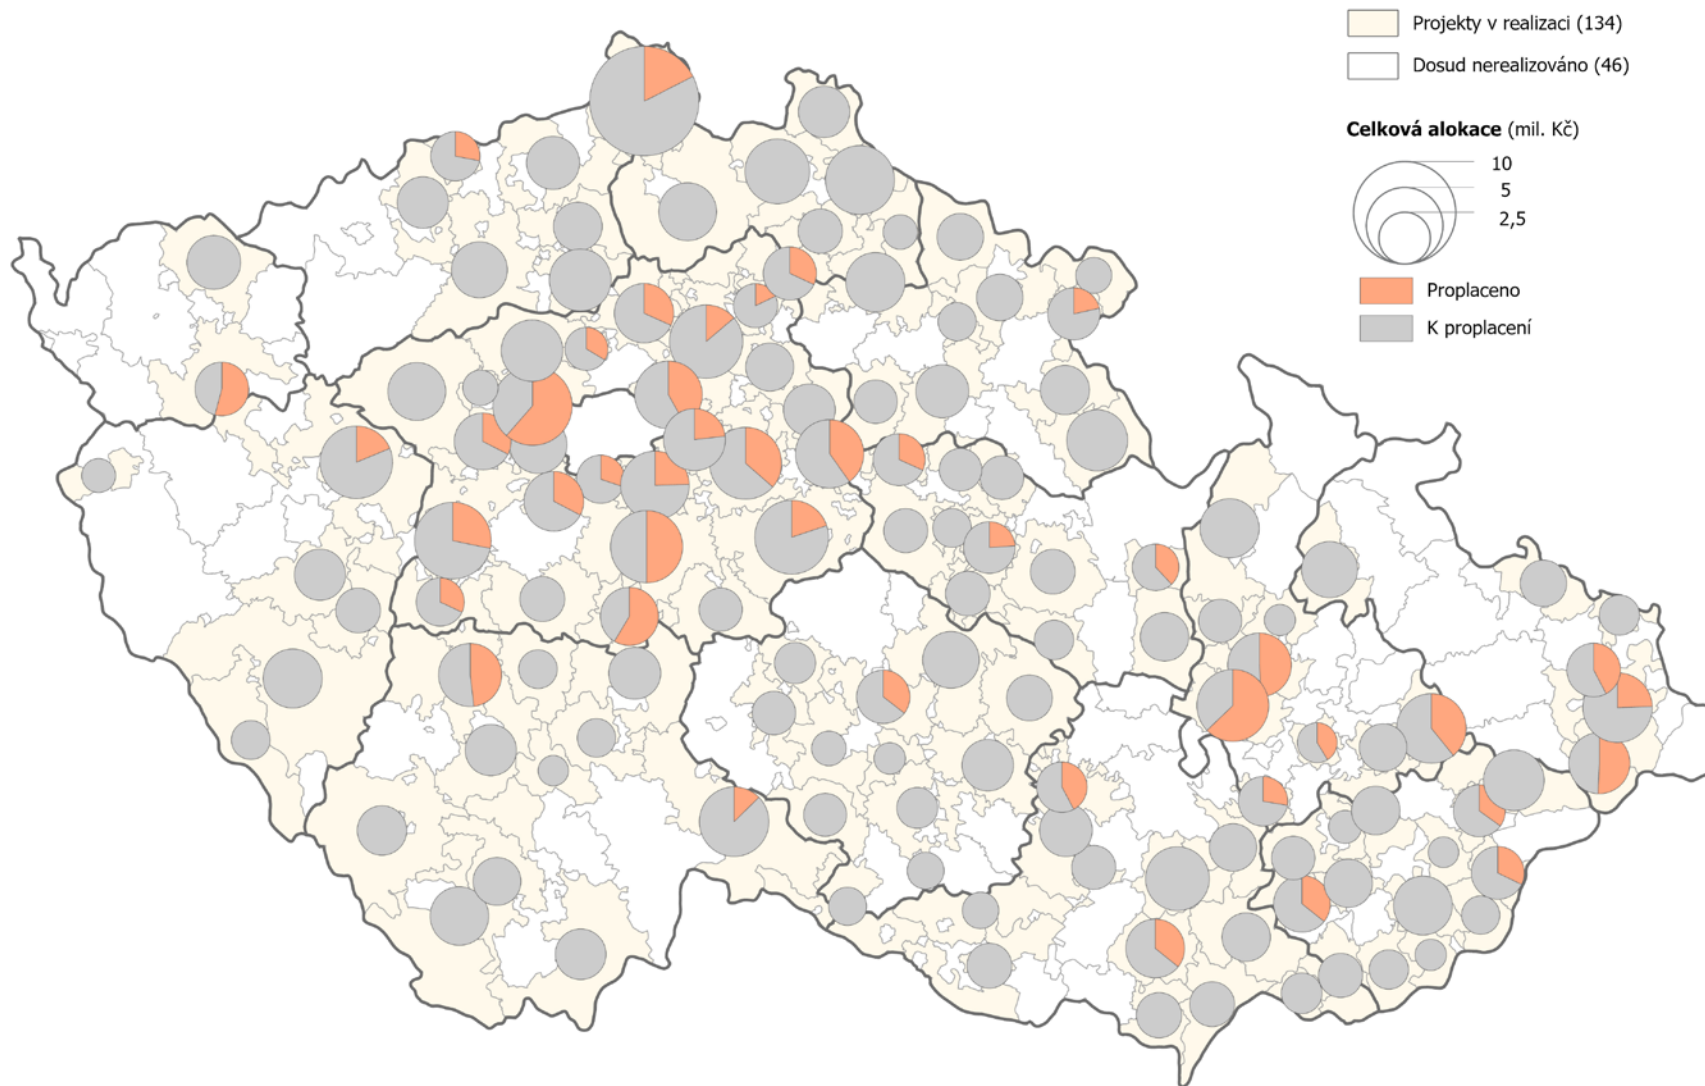 Projekty v realizaci (134)
Dosud nerealizováno (46)
Celková alokace (mil. Kč)
10
5
2,5
Proplaceno
K proplacení